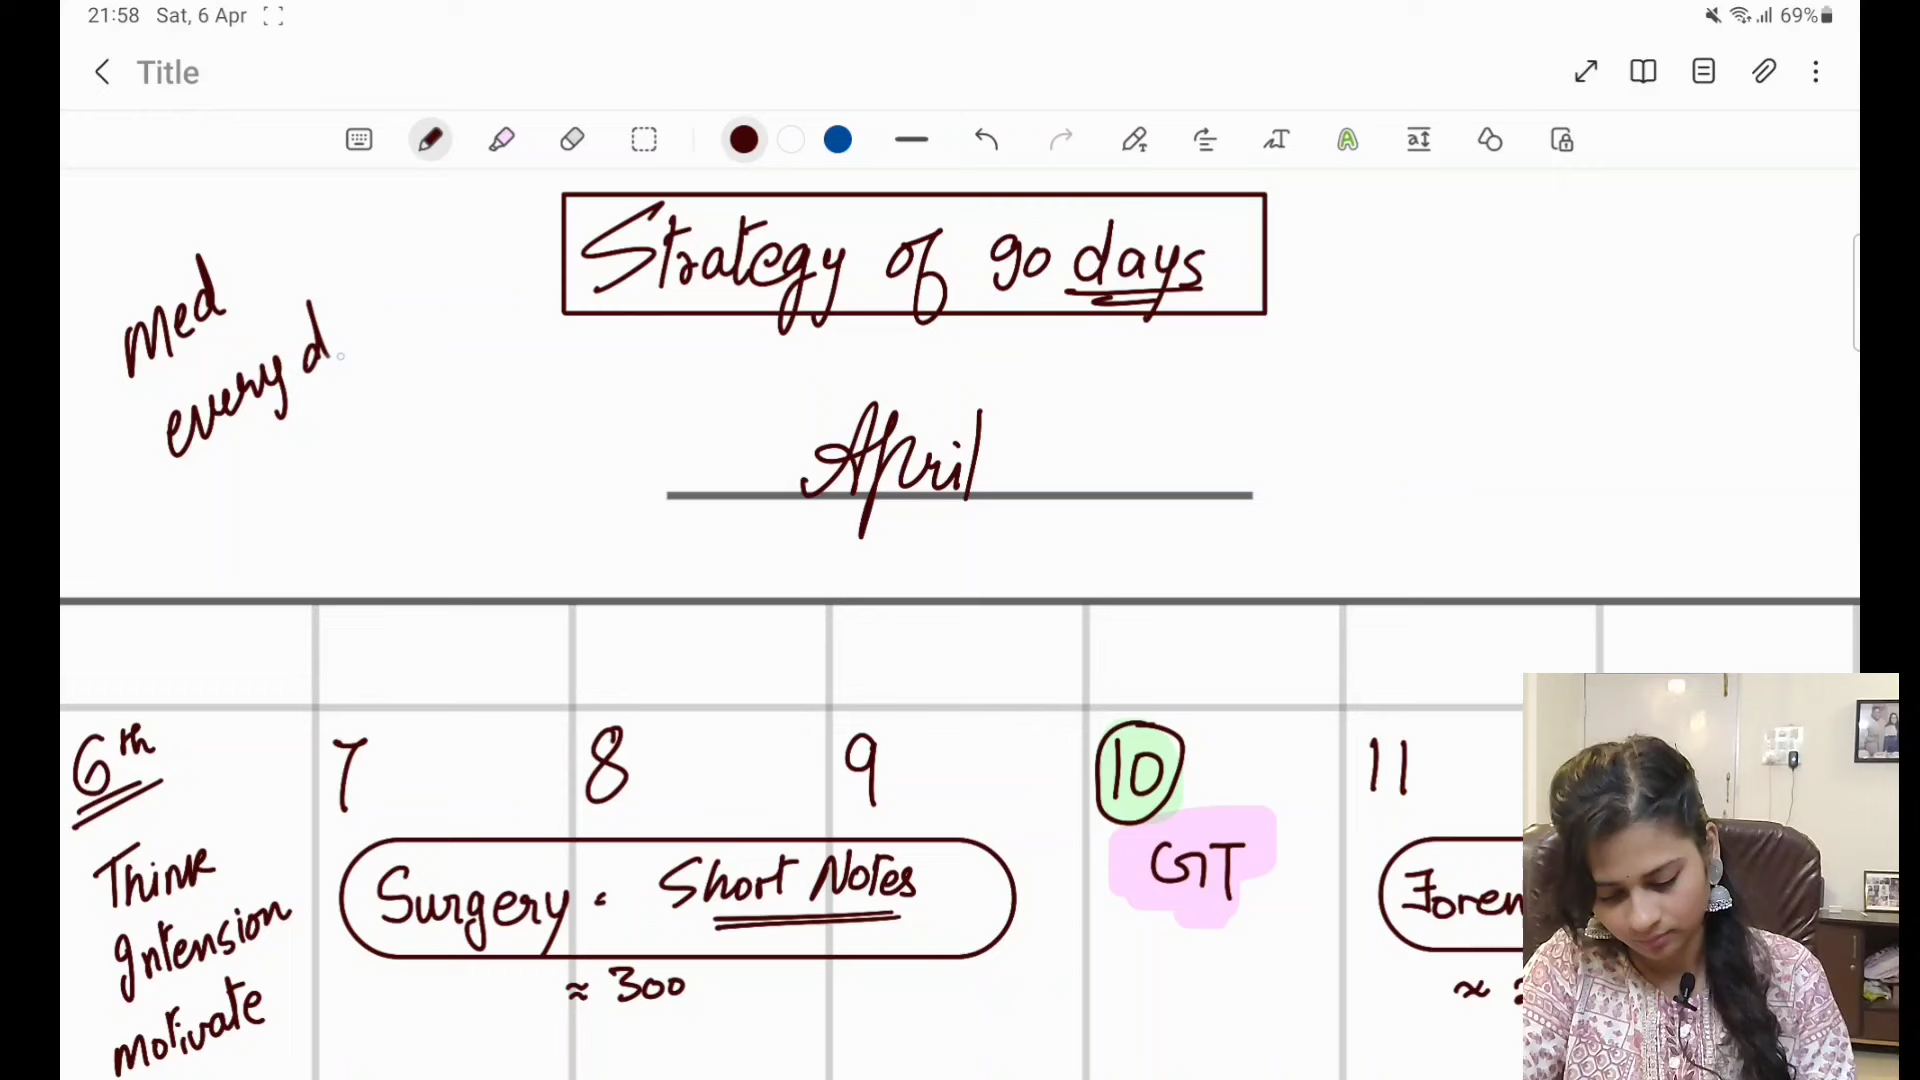 21:58 Sat, 6 Apr
69%
Title
Strategy of 90 days
Med
every d
April
6th 7 8 9 10 11
Think
Intension
motivate
Surgery - Short Notes
≈ 300
GT
Foren
≈